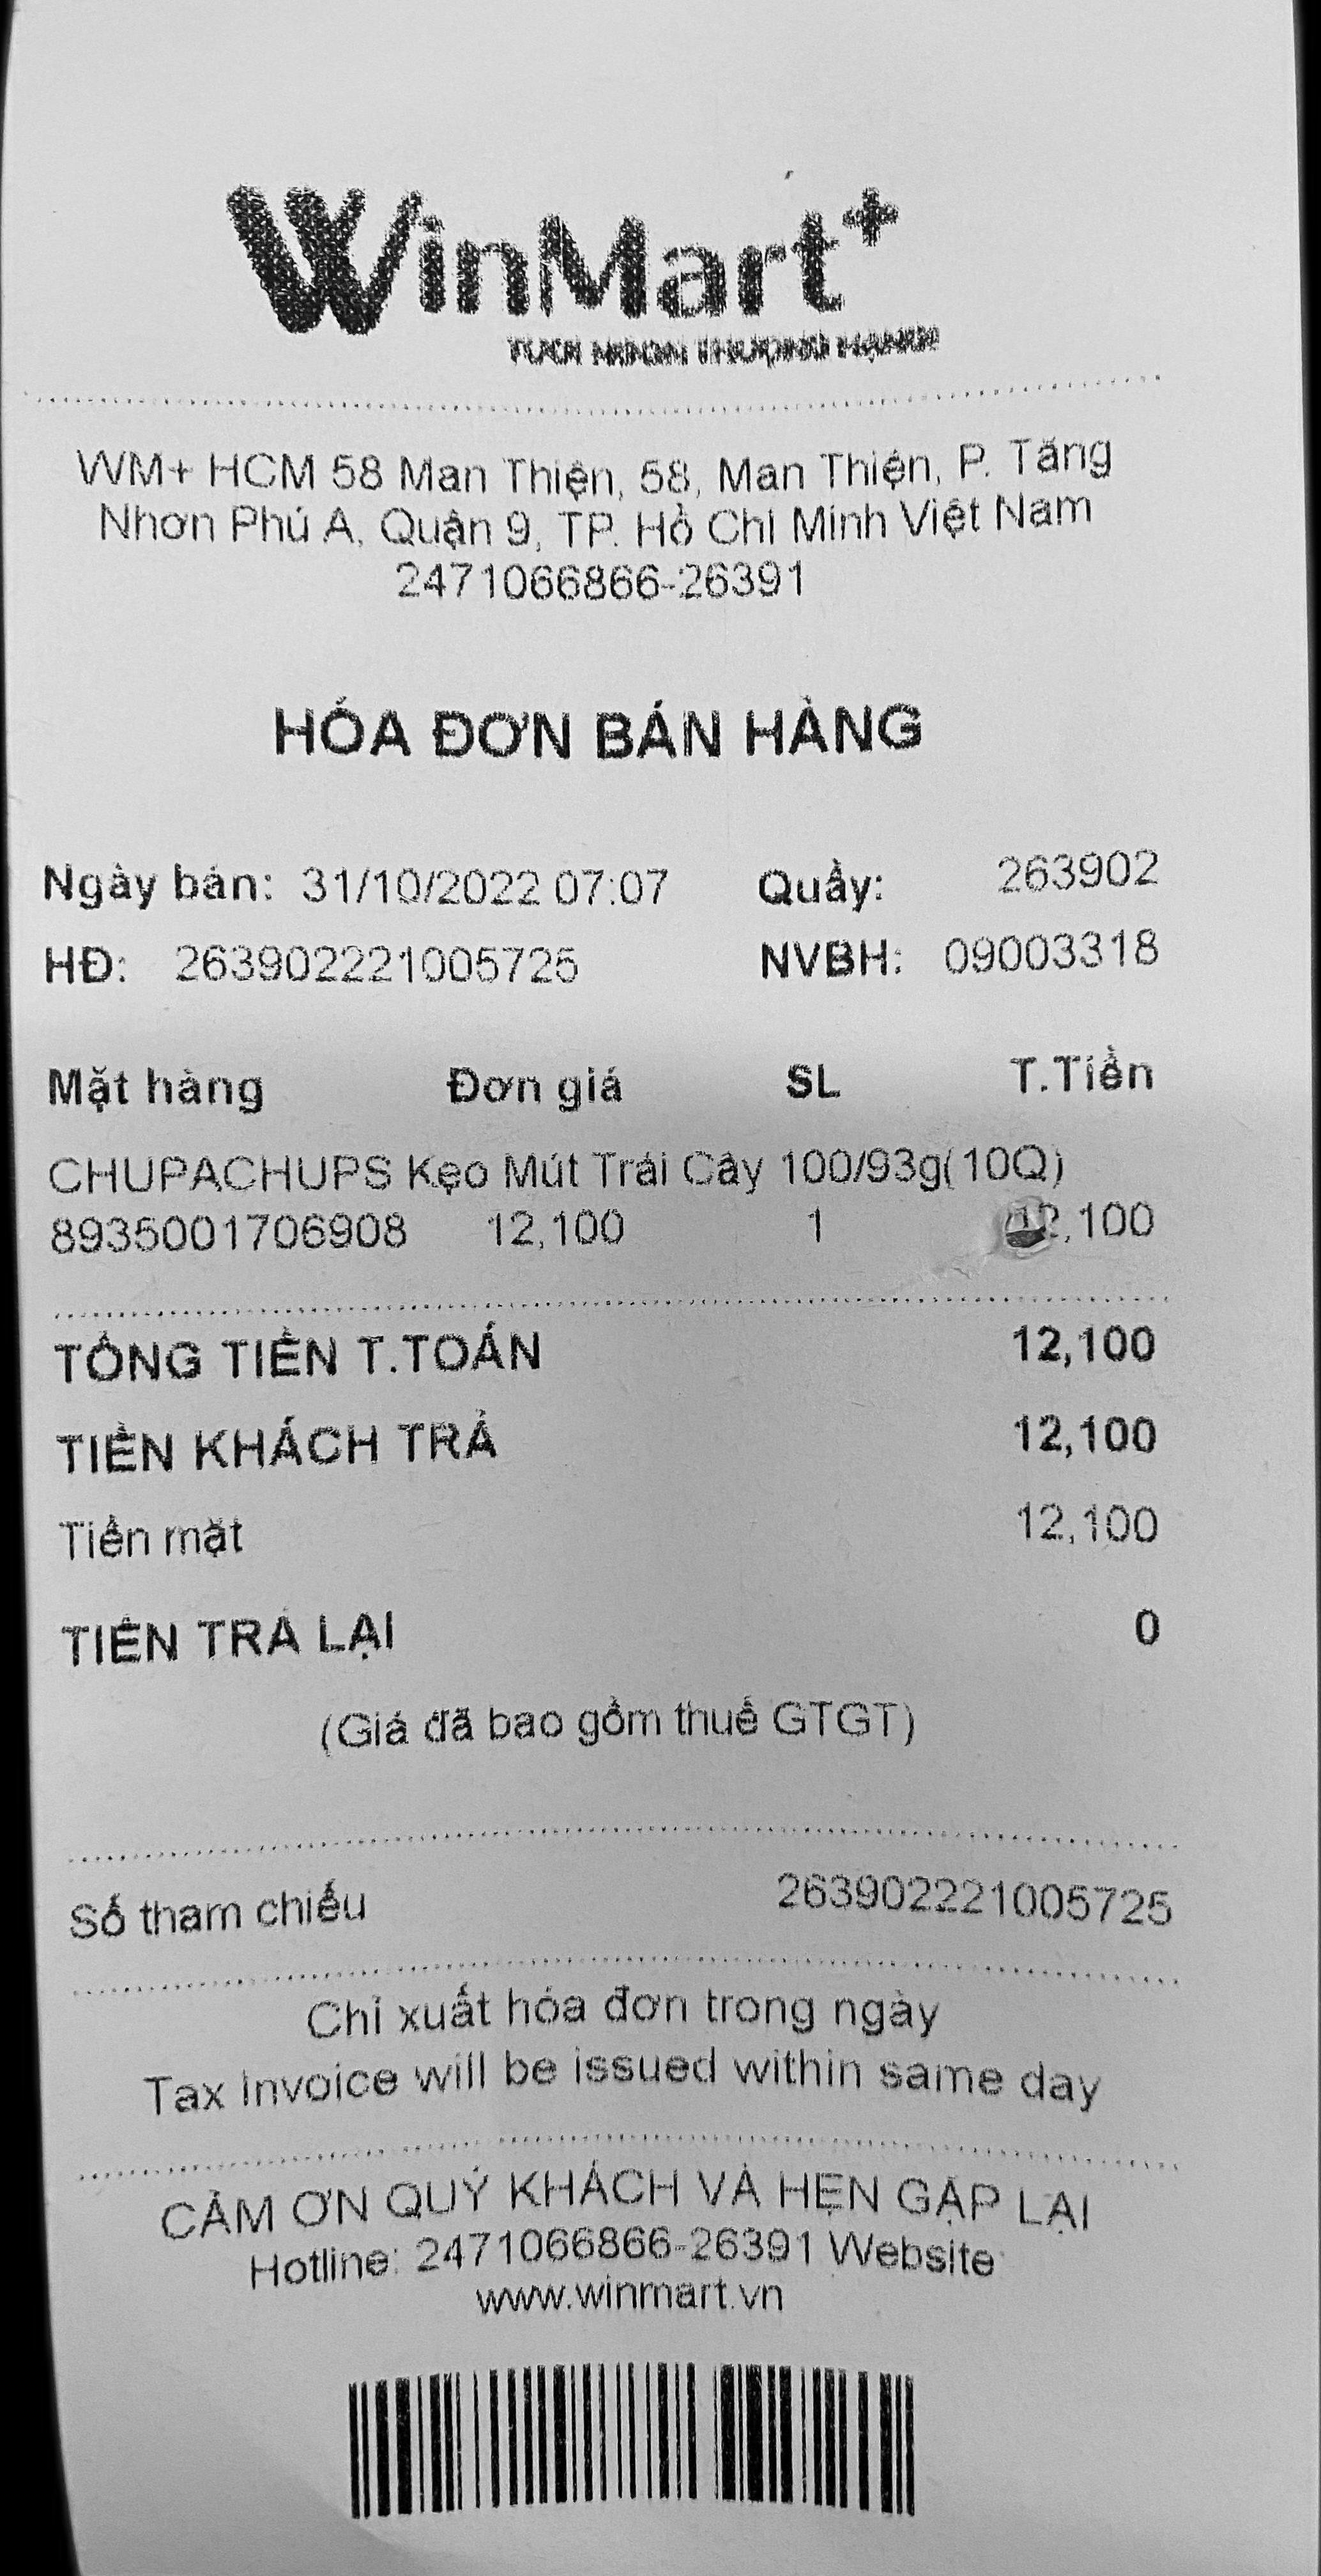 WinMart+
WM+ HCM 58 Man Thiện, 58, Man Thiện, P. Tăng
Nhơn Phú A, Quận 9, TP. Hồ Chí Minh Việt Nam
2471066866-26391
HÓA ĐƠN BÁN HÀNG
Ngày bán: 31/10/2022 07:07 Quầy: 263902
HĐ: 263902221005725 NVBH: 09003318
Mặt hàng Đơn giá SL T.Tiền
CHUPACHUPS Kẹo Mút Trái Cây 100/93g(10Q)
8935001706908 12,100 1 12,100
TỔNG TIỀN T.TOÁN 12,100
TIỀN KHÁCH TRẢ 12,100
Tiền mặt 12,100
TIỀN TRẢ LẠI 0
(Giá đã bao gồm thuế GTGT)
Số tham chiếu 263902221005725
Chỉ xuất hóa đơn trong ngày
Tax invoice will be issued within same day
CẢM ƠN QUÝ KHÁCH VÀ HẸN GẶP LẠI
Hotline: 2471066866-26391 Website
www.winmart.vn